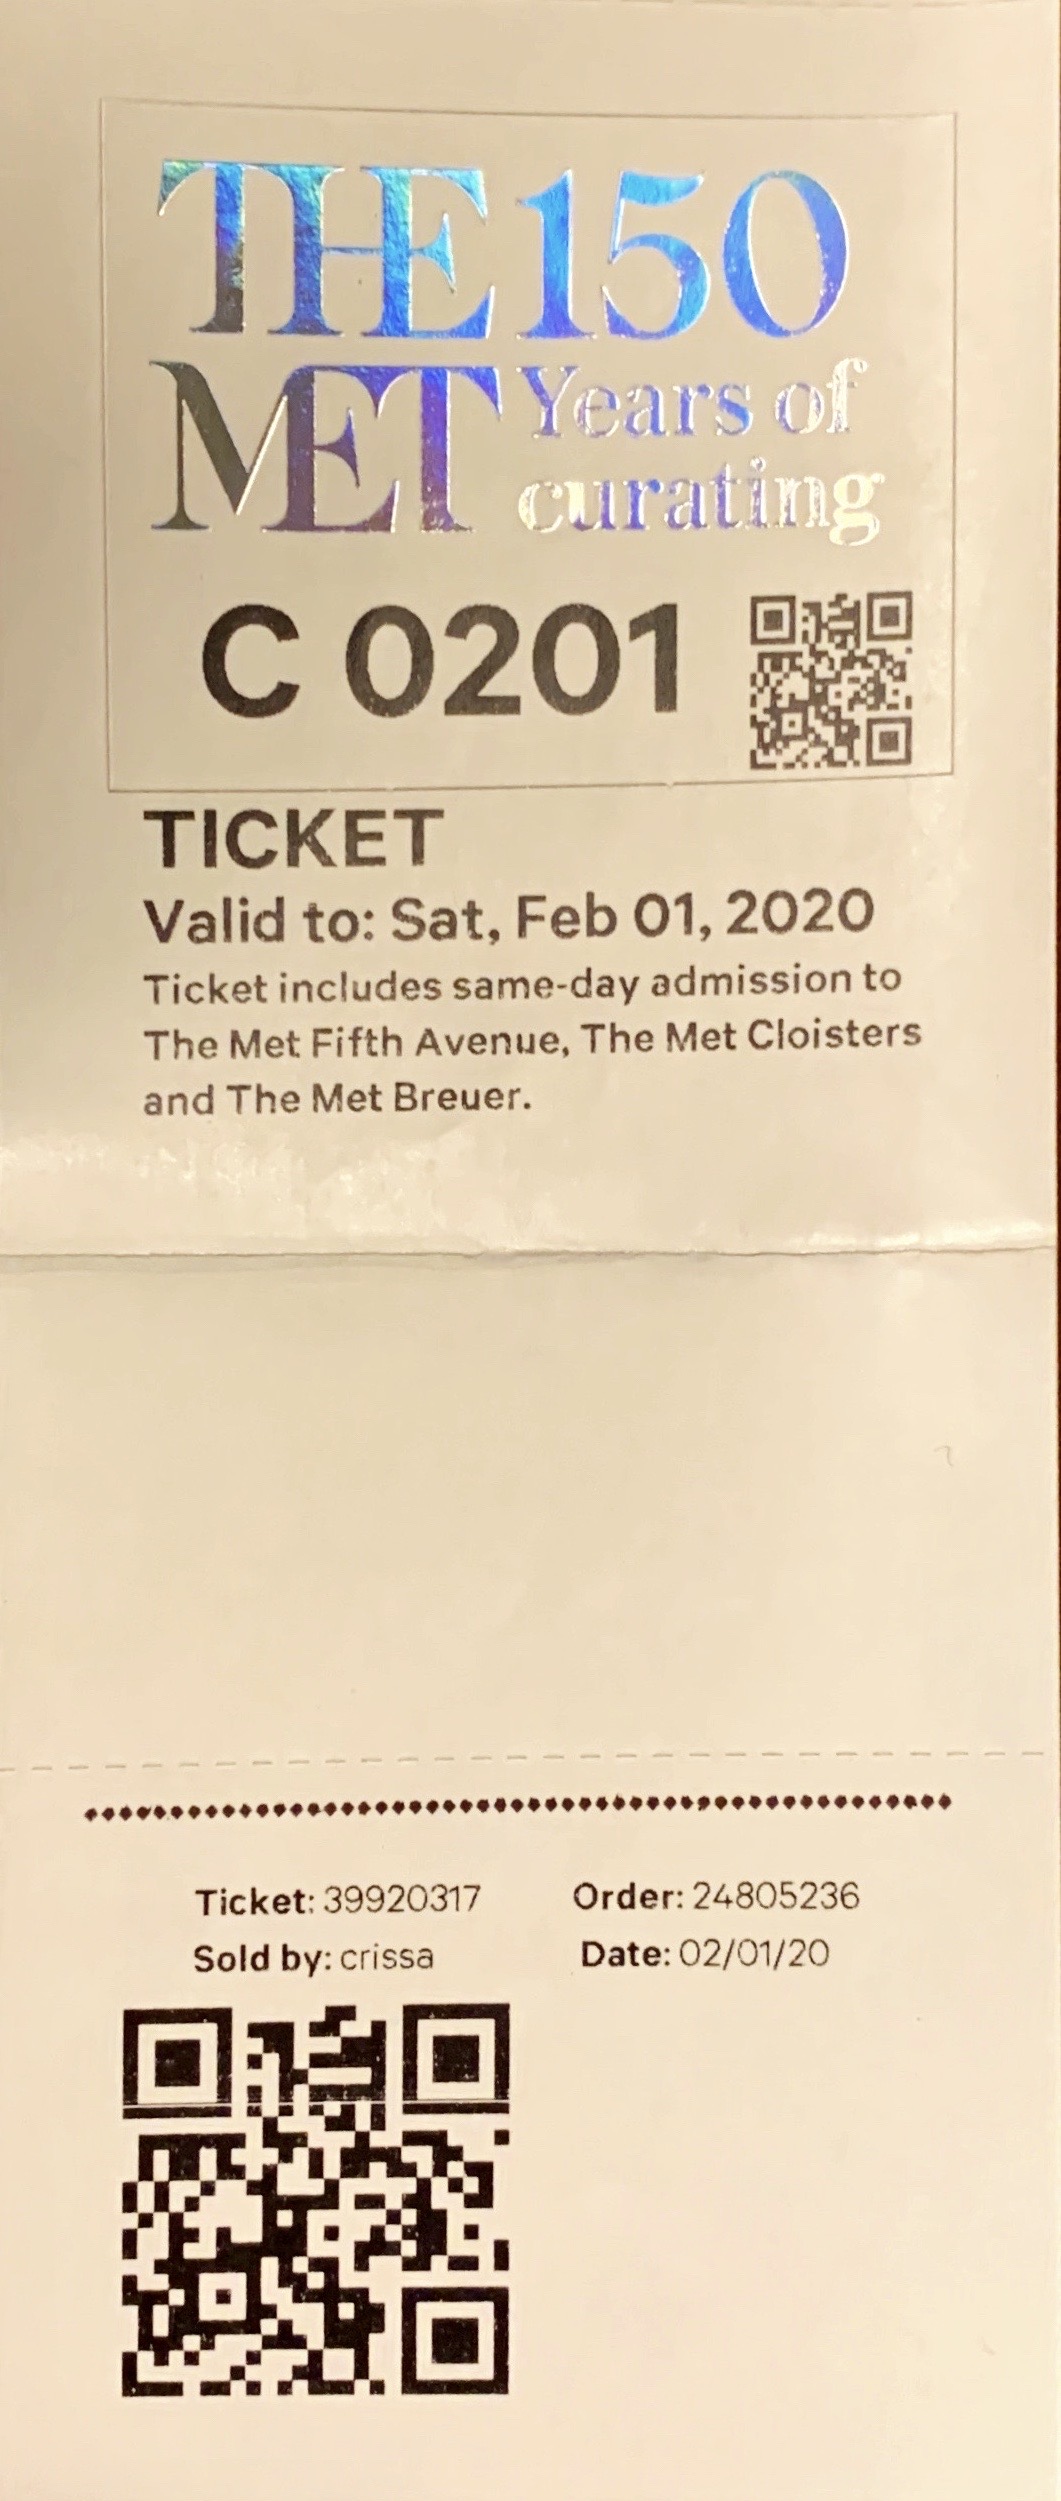 THE 150
MET Years of
curating
C 0201
TICKET
Valid to: Sat, Feb 01, 2020
Ticket includes same-day admission to
The Met Fifth Avenue, The Met Cloisters
and The Met Breuer.
Ticket: 39920317 Order: 24805236
Sold by: crissa Date: 02/01/20